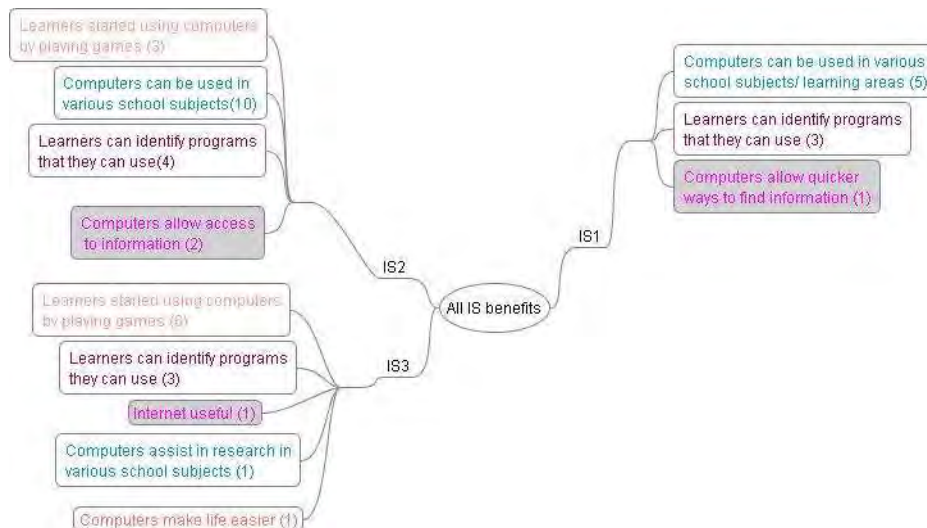 Learners started using computers
by playing games (3)
Computers can be used in
various school subjects(10)
Learners can identify programs
that they can use(4)
Computers allow access
to information (2)
IS2
Learners started using computers
by playing games (6)
Learners can identify programs
they can use (3)
IS3
Internet useful (1)
Computers assist in research in
various school subjects (1)
Computers make life easier (1)
All IS benefits
IS1
Computers can be used in various
school subjects/ learning areas (5)
Learners can identify programs
that they can use (3)
Computers allow quicker
ways to find information (1)